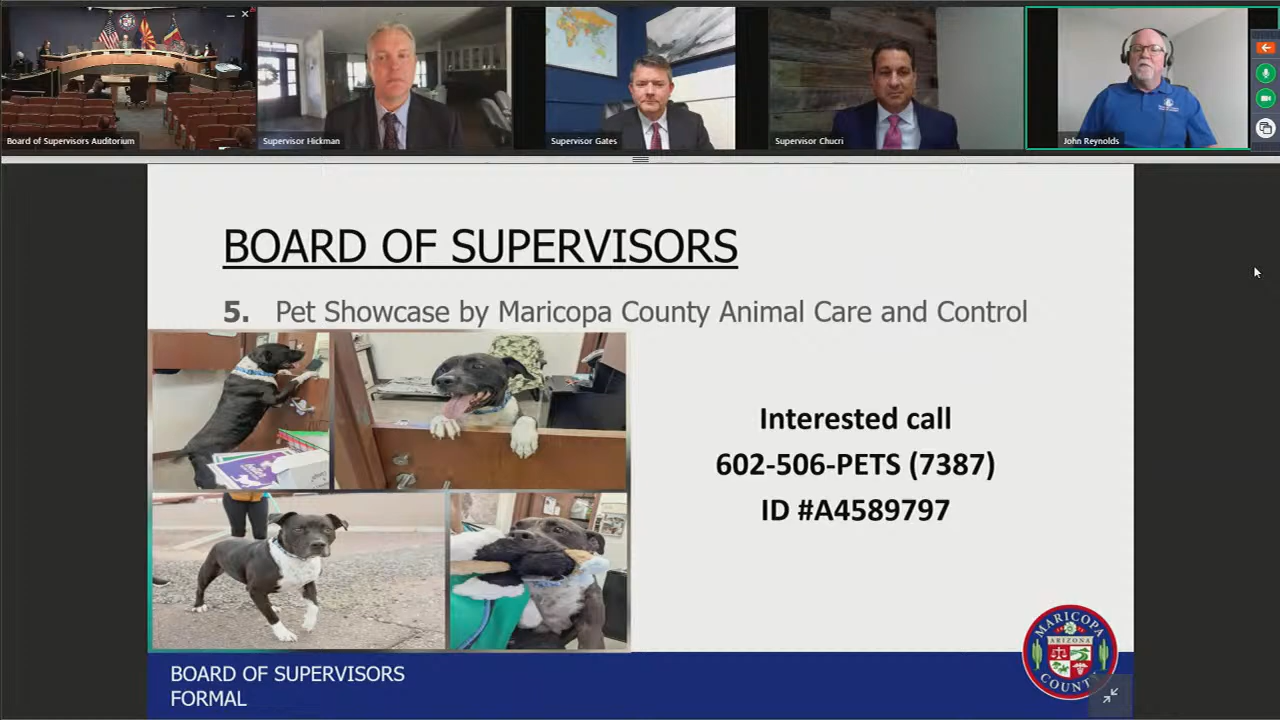 Board of Supervisors Auditorium
Supervisor Hickman
Supervisor Gates
Supervisor Chucri
John Reynolds
BOARD OF SUPERVISORS
5. Pet Showcase by Maricopa County Animal Care and Control
Interested call
602-506-PETS (7387)
ID #A4589797
MARICOPA
ARIZONA
COUNTY
BOARD OF SUPERVISORS
FORMAL